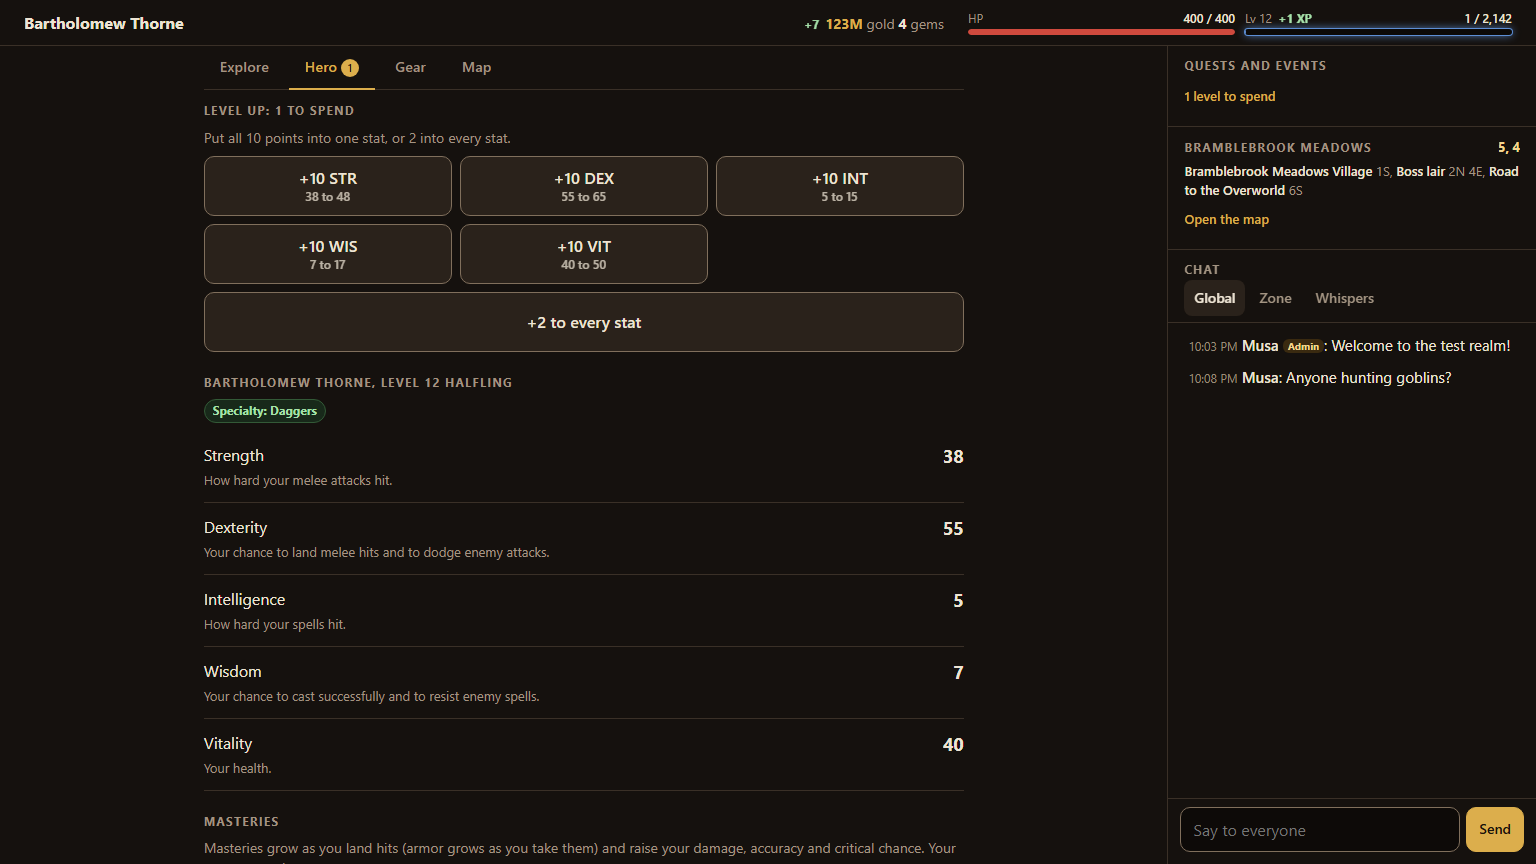 Bartholomew Thorne
+7 123M gold 4 gems
HP 400 / 400
Lv 12 +1 XP 1 / 2,142
Explore
Hero 1
Gear
Map
LEVEL UP: 1 TO SPEND
Put all 10 points into one stat, or 2 into every stat.
+10 STR
38 to 48
+10 DEX
55 to 65
+10 INT
5 to 15
+10 WIS
7 to 17
+10 VIT
40 to 50
+2 to every stat
BARTHOLOMEW THORNE, LEVEL 12 HALFLING
Specialty: Daggers
Strength 38
How hard your melee attacks hit.
Dexterity 55
Your chance to land melee hits and to dodge enemy attacks.
Intelligence 5
How hard your spells hit.
Wisdom 7
Your chance to cast successfully and to resist enemy spells.
Vitality 40
Your health.
MASTERIES
Masteries grow as you land hits (armor grows as you take them) and raise your damage, accuracy and critical chance. Your
QUESTS AND EVENTS
1 level to spend
BRAMBLEBROOK MEADOWS 5, 4
Bramblebrook Meadows Village 1S, Boss lair 2N 4E, Road
to the Overworld 6S
Open the map
CHAT
Global
Zone
Whispers
10:03 PM Musa Admin: Welcome to the test realm!
10:08 PM Musa: Anyone hunting goblins?
Say to everyone
Send